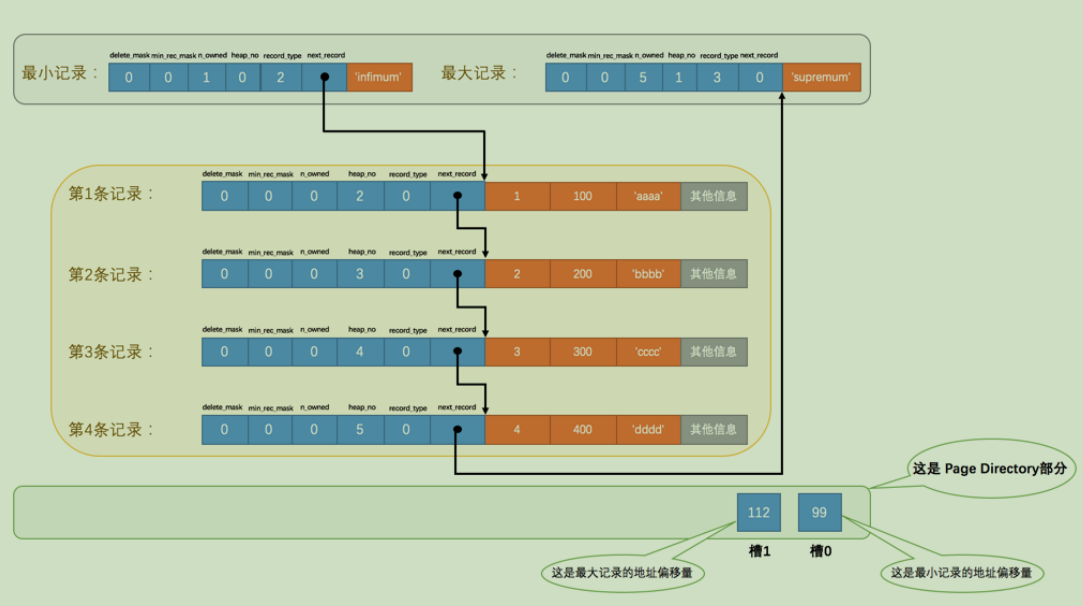 delete_mask min_rec_mask n_owned heap_no record_type next_record
最小记录： 0 0 1 0 2 'infimum'
delete_mask min_rec_mask n_owned heap_no record_type next_record
最大记录： 0 0 5 1 3 0 'supremum'
delete_mask min_rec_mask n_owned heap_no record_type next_record
第1条记录： 0 0 0 2 0 1 100 'aaaa' 其他信息
delete_mask min_rec_mask n_owned heap_no record_type next_record
第2条记录： 0 0 0 3 0 2 200 'bbbb' 其他信息
delete_mask min_rec_mask n_owned heap_no record_type next_record
第3条记录： 0 0 0 4 0 3 300 'cccc' 其他信息
delete_mask min_rec_mask n_owned heap_no record_type next_record
第4条记录： 0 0 0 5 0 4 400 'dddd' 其他信息
这是 Page Directory部分
112 99
槽1 槽0
这是最大记录的地址偏移量 这是最小记录的地址偏移量